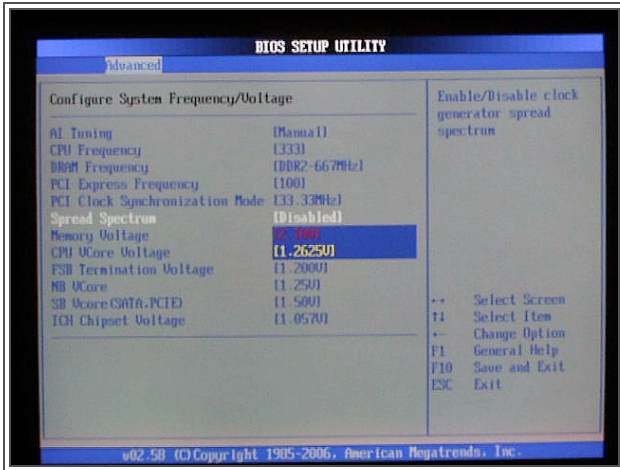 BIOS SETUP UTILITY
Advanced
Configure System Frequency/Voltage
AI Tuning [Manual]
CPU Frequency [333]
DRAM Frequency [DDR2-667MHz]
PCI Express Frequency [100]
PCI Clock Synchronization Mode [33.33MHz]
Spread Spectrum [Disabled]
Memory Voltage
CPU VCore Voltage [1.2625V]
FSB Termination Voltage [1.200V]
NB VCore [1.25V]
SB Vcore(SATA,PCIE) [1.50V]
ICH Chipset Voltage [1.057V]
Enable/Disable clock
generator spread
spectrum
↔ Select Screen
↑↓ Select Item
+- Change Option
F1 General Help
F10 Save and Exit
ESC Exit
v02.58 (C)Copyright 1985-2006, American Megatrends, Inc.